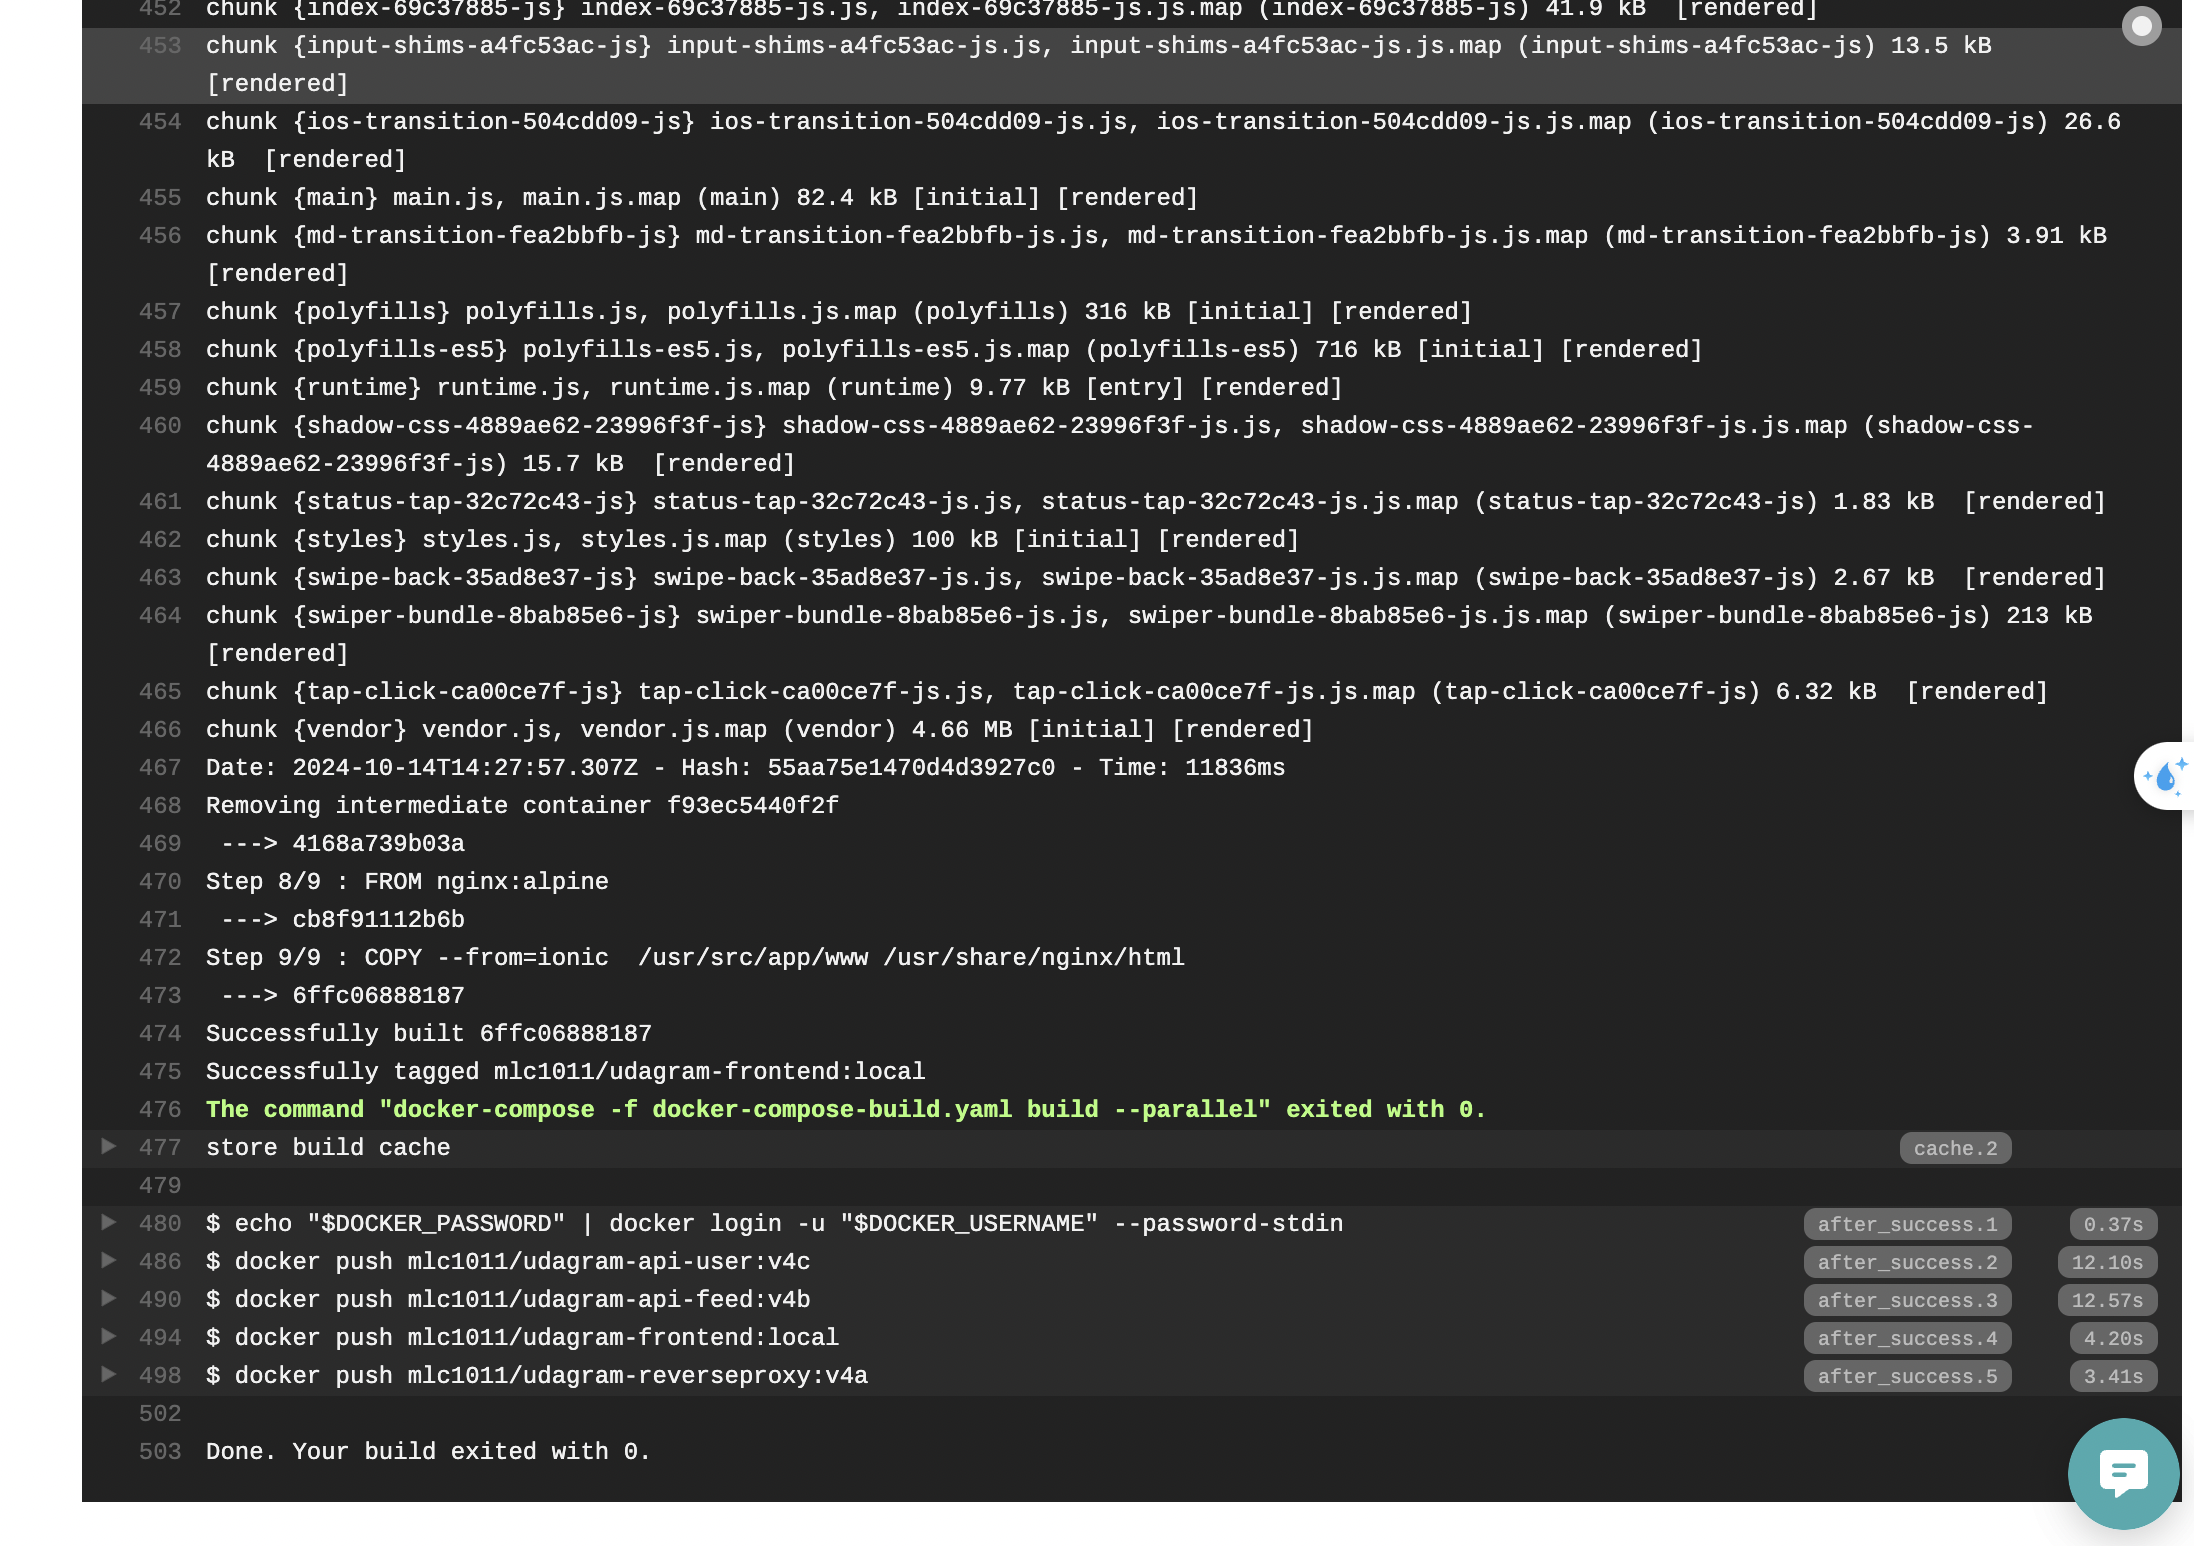 452 chunk {index-69c37885-js} index-69c37885-js.js, index-69c37885-js.js.map (index-69c37885-js) 41.9 kB  [rendered]
453 chunk {input-shims-a4fc53ac-js} input-shims-a4fc53ac-js.js, input-shims-a4fc53ac-js.js.map (input-shims-a4fc53ac-js) 13.5 kB
[rendered]
454 chunk {ios-transition-504cdd09-js} ios-transition-504cdd09-js.js, ios-transition-504cdd09-js.js.map (ios-transition-504cdd09-js) 26.6
kB  [rendered]
455 chunk {main} main.js, main.js.map (main) 82.4 kB [initial] [rendered]
456 chunk {md-transition-fea2bbfb-js} md-transition-fea2bbfb-js.js, md-transition-fea2bbfb-js.js.map (md-transition-fea2bbfb-js) 3.91 kB
[rendered]
457 chunk {polyfills} polyfills.js, polyfills.js.map (polyfills) 316 kB [initial] [rendered]
458 chunk {polyfills-es5} polyfills-es5.js, polyfills-es5.js.map (polyfills-es5) 716 kB [initial] [rendered]
459 chunk {runtime} runtime.js, runtime.js.map (runtime) 9.77 kB [entry] [rendered]
460 chunk {shadow-css-4889ae62-23996f3f-js} shadow-css-4889ae62-23996f3f-js.js, shadow-css-4889ae62-23996f3f-js.js.map (shadow-css-
4889ae62-23996f3f-js) 15.7 kB  [rendered]
461 chunk {status-tap-32c72c43-js} status-tap-32c72c43-js.js, status-tap-32c72c43-js.js.map (status-tap-32c72c43-js) 1.83 kB  [rendered]
462 chunk {styles} styles.js, styles.js.map (styles) 100 kB [initial] [rendered]
463 chunk {swipe-back-35ad8e37-js} swipe-back-35ad8e37-js.js, swipe-back-35ad8e37-js.js.map (swipe-back-35ad8e37-js) 2.67 kB  [rendered]
464 chunk {swiper-bundle-8bab85e6-js} swiper-bundle-8bab85e6-js.js, swiper-bundle-8bab85e6-js.js.map (swiper-bundle-8bab85e6-js) 213 kB
[rendered]
465 chunk {tap-click-ca00ce7f-js} tap-click-ca00ce7f-js.js, tap-click-ca00ce7f-js.js.map (tap-click-ca00ce7f-js) 6.32 kB  [rendered]
466 chunk {vendor} vendor.js, vendor.js.map (vendor) 4.66 MB [initial] [rendered]
467 Date: 2024-10-14T14:27:57.307Z - Hash: 55aa75e1470d4d3927c0 - Time: 11836ms
468 Removing intermediate container f93ec5440f2f
469  ---> 4168a739b03a
470 Step 8/9 : FROM nginx:alpine
471  ---> cb8f91112b6b
472 Step 9/9 : COPY --from=ionic  /usr/src/app/www /usr/share/nginx/html
473  ---> 6ffc06888187
474 Successfully built 6ffc06888187
475 Successfully tagged mlc1011/udagram-frontend:local
476 The command "docker-compose -f docker-compose-build.yaml build --parallel" exited with 0.
477 store build cache cache.2
479
480 $ echo "$DOCKER_PASSWORD" | docker login -u "$DOCKER_USERNAME" --password-stdin after_success.1 0.37s
486 $ docker push mlc1011/udagram-api-user:v4c after_success.2 12.10s
490 $ docker push mlc1011/udagram-api-feed:v4b after_success.3 12.57s
494 $ docker push mlc1011/udagram-frontend:local after_success.4 4.20s
498 $ docker push mlc1011/udagram-reverseproxy:v4a after_success.5 3.41s
502
503 Done. Your build exited with 0.